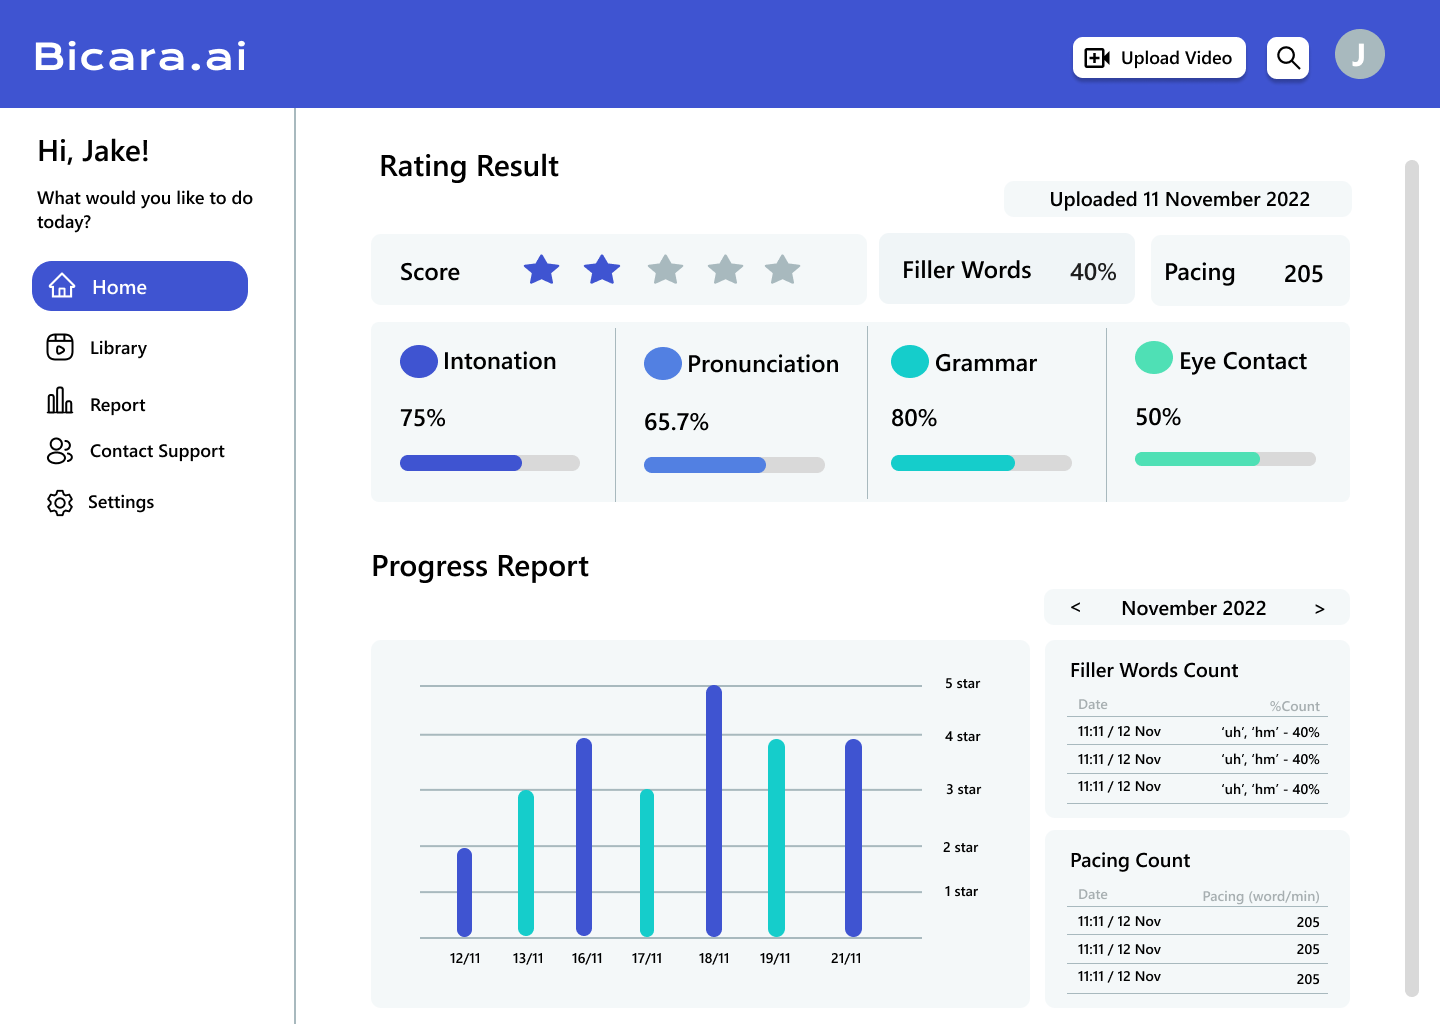 Bicara.ai
Upload Video
J
Hi, Jake!
What would you like to do
today?
Home
Library
Report
Contact Support
Settings
Rating Result
Uploaded 11 November 2022
Score
Filler Words 40%
Pacing 205
Intonation
75%
Pronunciation
65.7%
Grammar
80%
Eye Contact
50%
Progress Report
< November 2022 >
5 star
4 star
3 star
2 star
1 star
12/11 13/11 16/11 17/11 18/11 19/11 21/11
Filler Words Count
Date %Count
11:11 / 12 Nov ‘uh’, ‘hm’ - 40%
11:11 / 12 Nov ‘uh’, ‘hm’ - 40%
11:11 / 12 Nov ‘uh’, ‘hm’ - 40%
Pacing Count
Date Pacing (word/min)
11:11 / 12 Nov 205
11:11 / 12 Nov 205
11:11 / 12 Nov 205